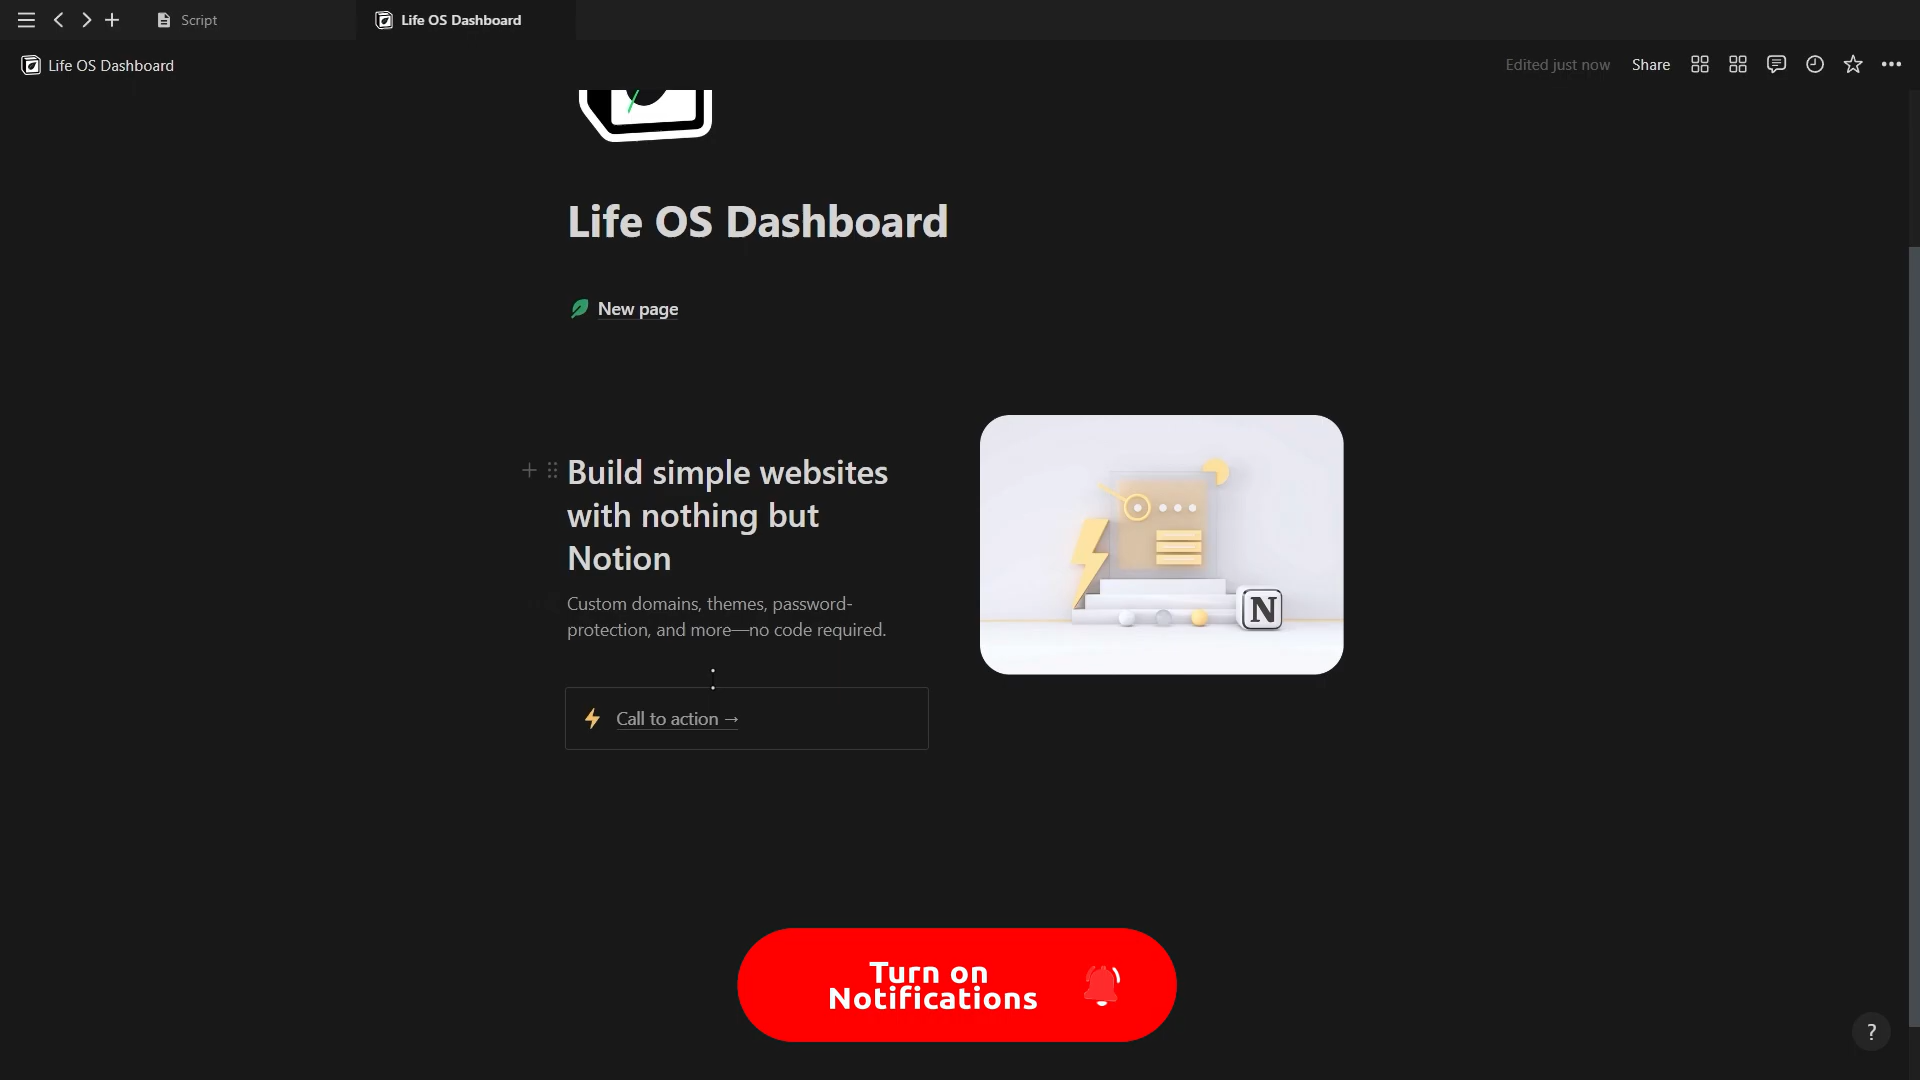 Script
Life OS Dashboard
Life OS Dashboard
Edited just now
Share
Life OS Dashboard
New page
Build simple websites
with nothing but
Notion
Custom domains, themes, password-
protection, and more—no code required.
Call to action →
N
Turn on
Notifications
?